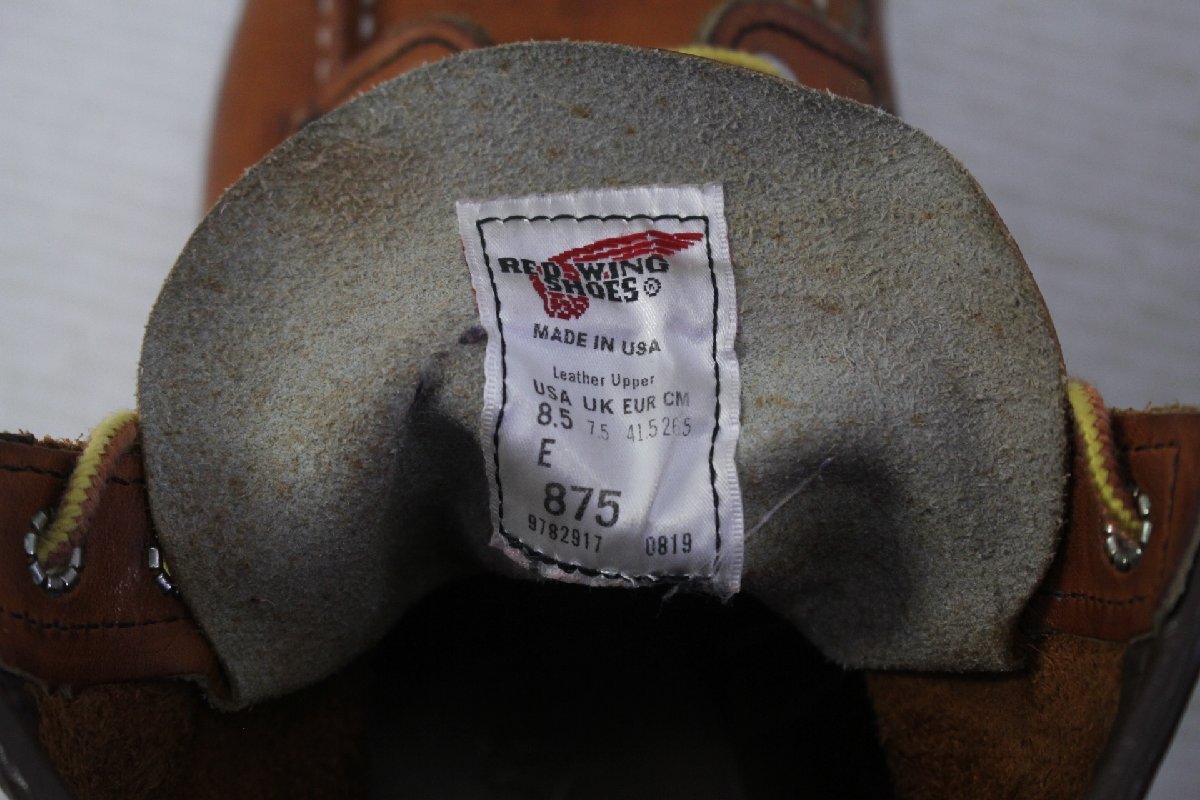 RED WING
SHOES®
MADE IN USA
Leather Upper
USA UK EUR CM
8.5 7.5 41.5 26.5
E
875
9782917 0819